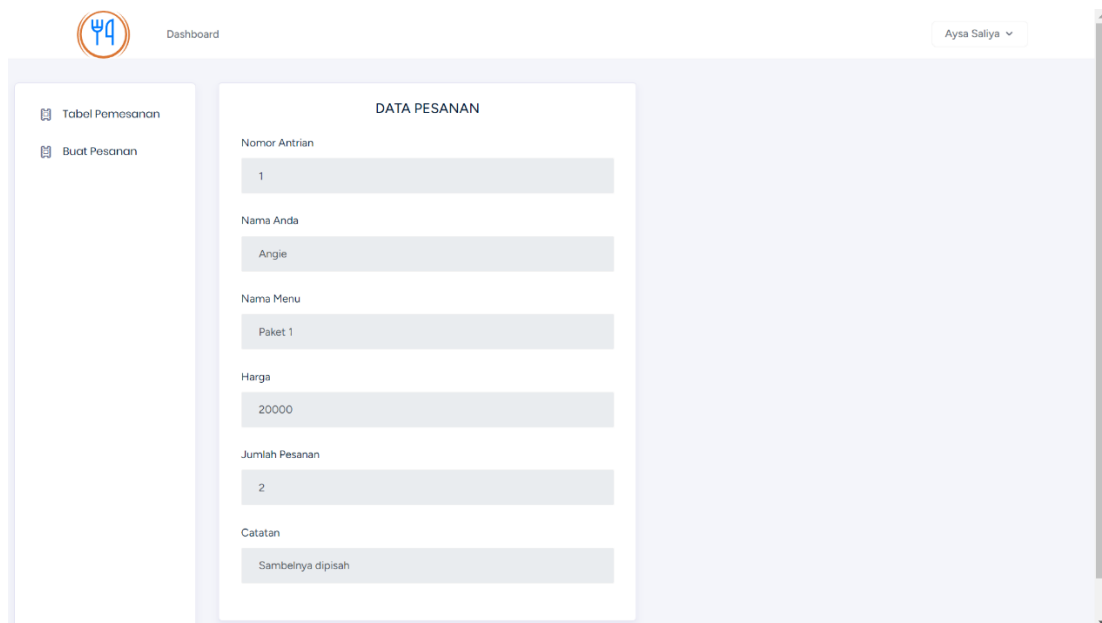 Dashboard
Aysa Saliya
Tabel Pemesanan
Buat Pesanan
DATA PESANAN
Nomor Antrian
1
Nama Anda
Angie
Nama Menu
Paket 1
Harga
20000
Jumlah Pesanan
2
Catatan
Sambelnya dipisah